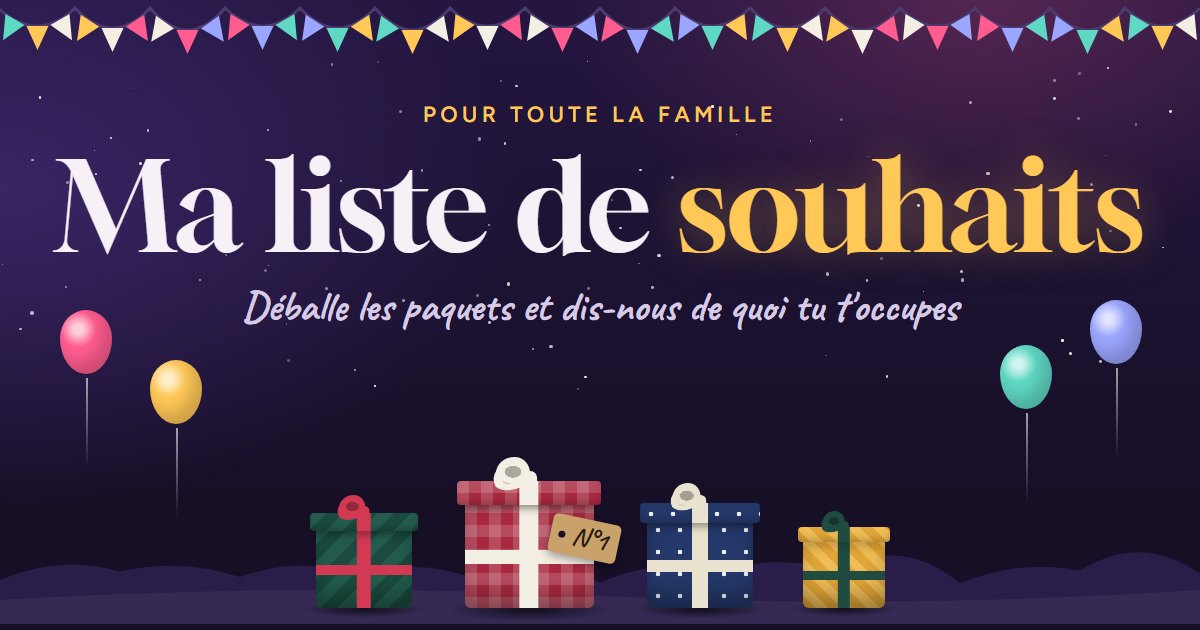 POUR TOUTE LA FAMILLE
Ma liste de souhaits
Déballe les paquets et dis-nous de quoi tu t'occupes
N°1